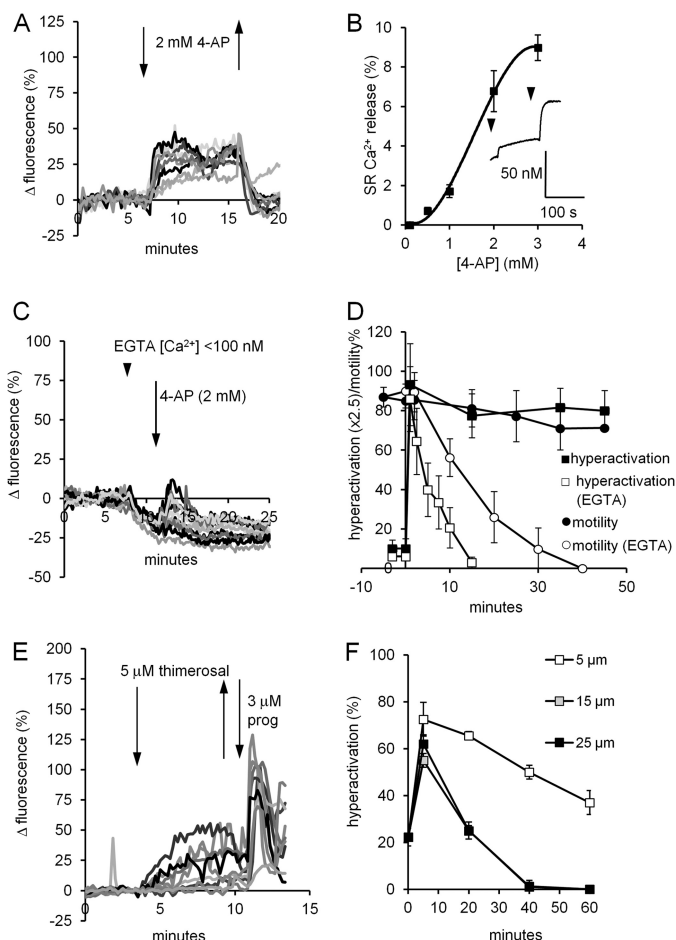 A
125
100
75
50
25
0
-25
0
5
10
15
20
Δ fluorescence (%)
minutes
2 mM 4-AP
B
10
8
6
4
2
0
0
1
2
3
4
SR Ca²⁺ release (%)
[4-AP] (mM)
50 nM
100 s
C
100
75
50
25
0
-25
-50
0
5
10
15
20
25
Δ fluorescence (%)
minutes
EGTA [Ca²⁺] <100 nM
4-AP (2 mM)
D
120
100
80
60
40
20
0
-10
10
30
50
hyperactivation (x2.5)/motility%
minutes
hyperactivation
hyperactivation
(EGTA)
motility
motility (EGTA)
E
200
175
150
125
100
75
50
25
0
-25
0
5
10
15
Δ fluorescence (%)
minutes
5 μM thimerosal
3 μM
prog
F
100
80
60
40
20
0
0
10
20
30
40
50
60
hyperactivation (%)
minutes
5 μm
15 μm
25 μm